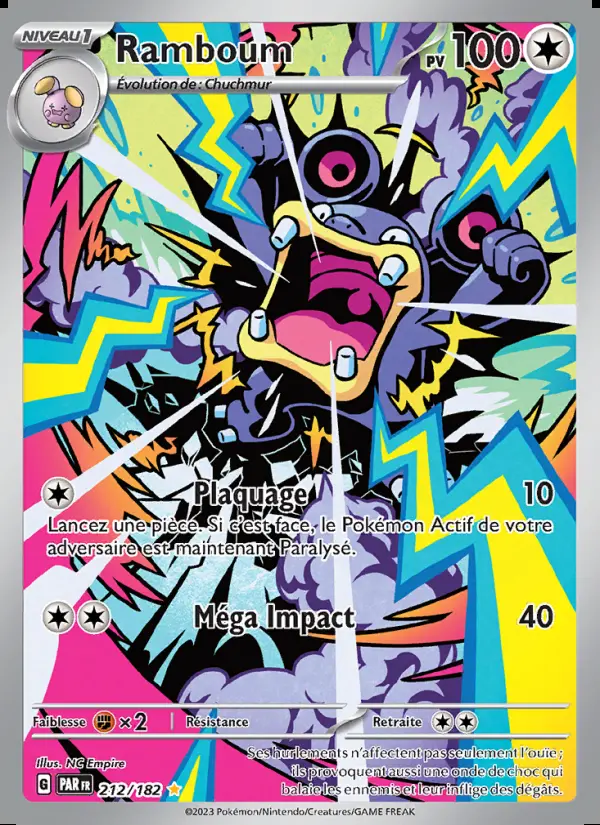 NIVEAU 1
Ramboum
PV 100
Évolution de : Chuchmur
Plaquage 10
Lancez une pièce. Si c'est face, le Pokémon Actif de votre
adversaire est maintenant Paralysé.
Méga Impact 40
Faiblesse ×2 Résistance Retraite
Illus. NC Empire
Ses hurlements n'affectent pas seulement l'ouïe ;
ils provoquent aussi une onde de choc qui
balaie les ennemis et leur inflige des dégâts.
G PAR FR 212/182
©2023 Pokémon/Nintendo/Creatures/GAME FREAK